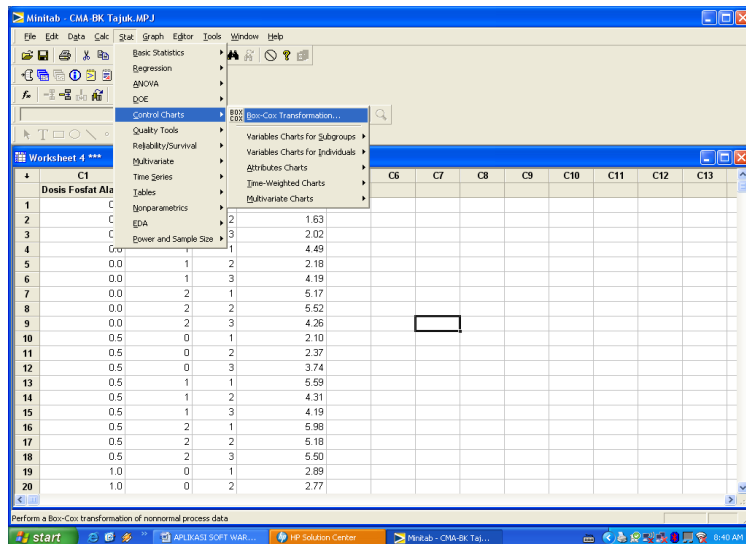 Minitab - CMA-BK Tajuk.MPJ
File Edit Data Calc Stat Graph Editor Tools Window Help
Basic Statistics
Regression
ANOVA
DOE
Control Charts
Quality Tools
Reliability/Survival
Multivariate
Time Series
Tables
Nonparametrics
EDA
Power and Sample Size
BOX COX Box-Cox Transformation...
Variables Charts for Subgroups
Variables Charts for Individuals
Attributes Charts
Time-Weighted Charts
Multivariate Charts
Worksheet 4 ***
C1 C6 C7 C8 C9 C10 C11 C12 C13
Dosis Fosfat Ala
1
2 2 1.63
3 3 2.02
4 0.0 1 1 4.49
5 0.0 1 2 2.18
6 0.0 1 3 4.19
7 0.0 2 1 5.17
8 0.0 2 2 5.52
9 0.0 2 3 4.26
10 0.5 0 1 2.10
11 0.5 0 2 2.37
12 0.5 0 3 3.74
13 0.5 1 1 5.59
14 0.5 1 2 4.31
15 0.5 1 3 4.19
16 0.5 2 1 5.98
17 0.5 2 2 5.18
18 0.5 2 3 5.50
19 1.0 0 1 2.89
20 1.0 0 2 2.77
Perform a Box-Cox transformation of nonnormal process data
start APLIKASI SOFT WAR... HP Solution Center Minitab - CMA-BK Taj... 8:40 AM